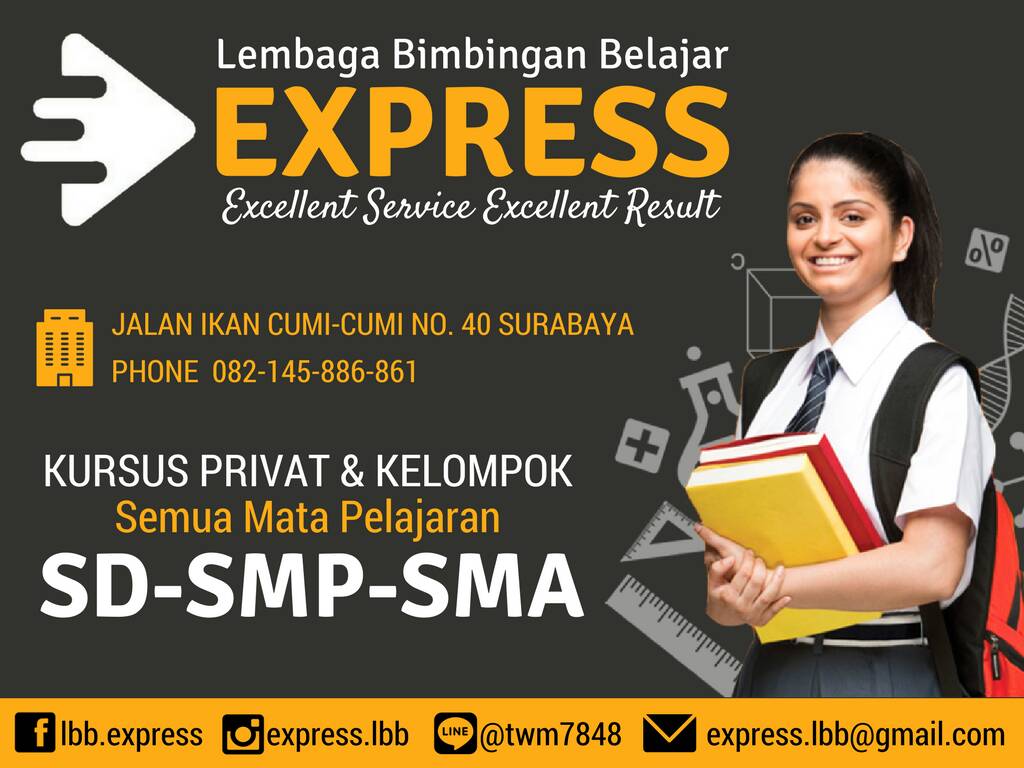 Lembaga Bimbingan Belajar
EXPRESS
Excellent Service Excellent Result
JALAN IKAN CUMI-CUMI NO. 40 SURABAYA
PHONE 082-145-886-861
KURSUS PRIVAT & KELOMPOK
Semua Mata Pelajaran
SD-SMP-SMA
lbb.express express.lbb LINE @twm7848 express.lbb@gmail.com